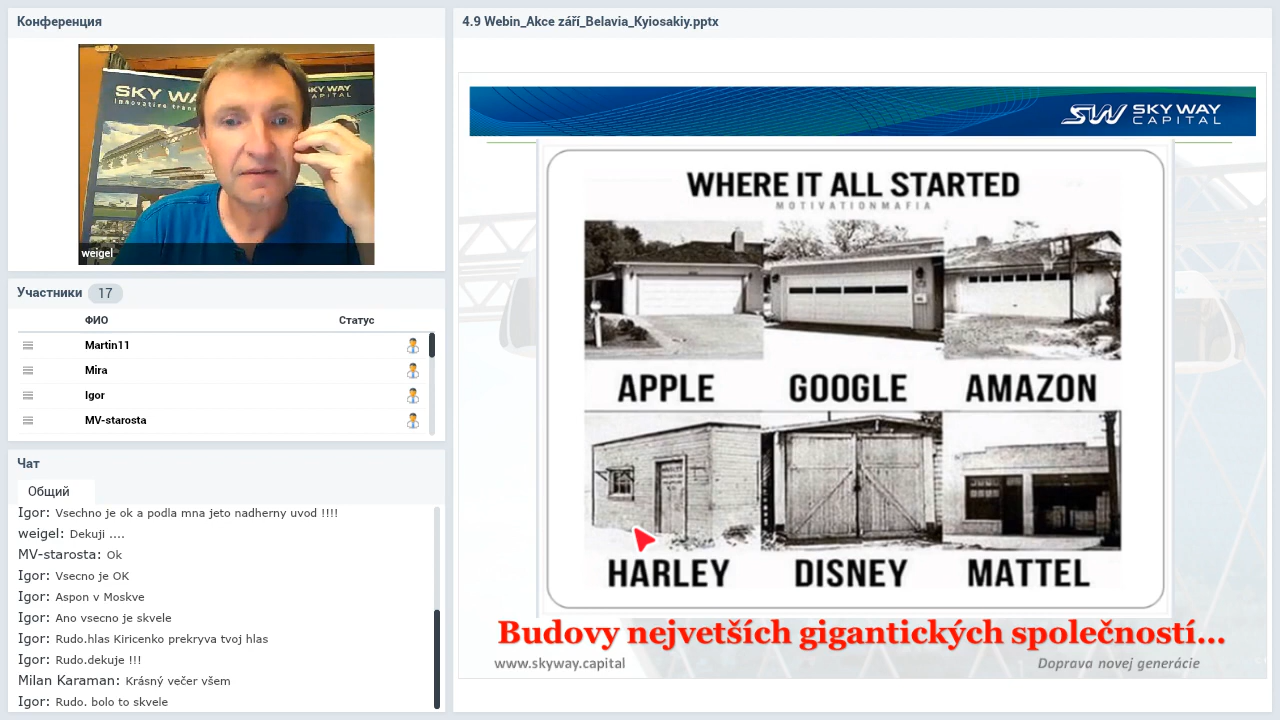 Конференция
SKY WA
SKY WAY
CAPITAL
weigel
Участники 17
ФИО Статус
Martin11
Mira
Igor
MV-starosta
Чат
Общий
Igor: Vsechno je ok a podla mna jeto nadherny uvod !!!!
weigel: Dekuji ....
MV-starosta: Ok
Igor: Vsecno je OK
Igor: Aspon v Moskve
Igor: Ano vsecno je skvele
Igor: Rudo.hlas Kiricenko prekryva tvoj hlas
Igor: Rudo.dekuje !!!
Milan Karaman: Krásný večer všem
Igor: Rudo. bolo to skvele
4.9 Webin_Akce září_Belavia_Kyiosakiy.pptx
SW SKY WAY
CAPITAL
WHERE IT ALL STARTED
MOTIVATIONMAFIA
APPLE GOOGLE AMAZON
HARLEY DISNEY MATTEL
Budovy nejvetších gigantických společností...
www.skyway.capital Doprava novej generácie